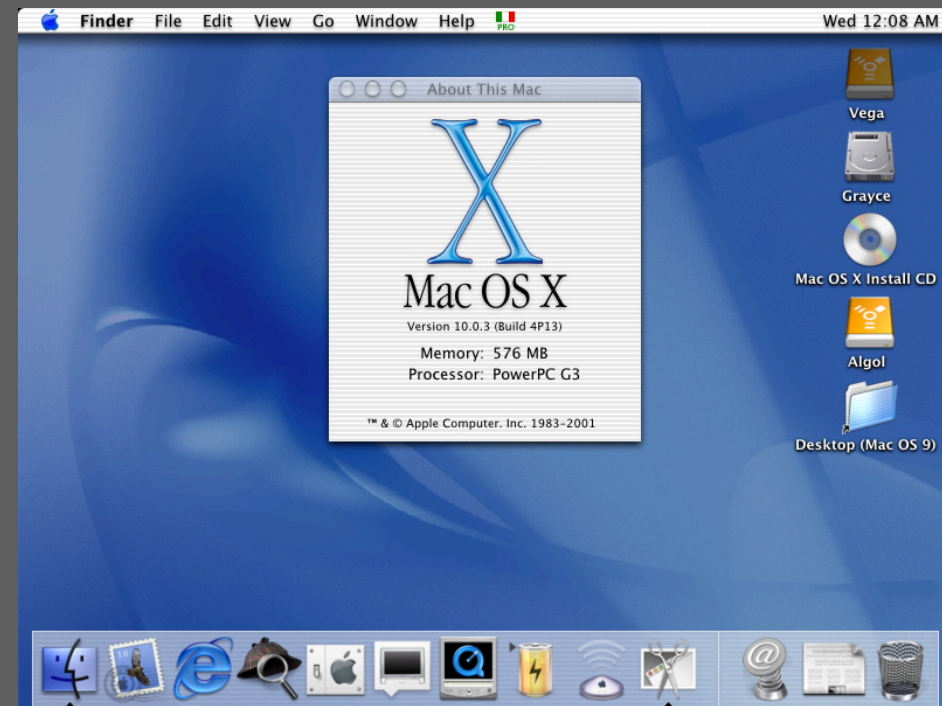 Finder File Edit View Go Window Help PRO Wed 12:08 AM
About This Mac
X
Mac OS X
Version 10.0.3 (Build 4P13)
Memory: 576 MB
Processor: PowerPC G3
™ & © Apple Computer, Inc. 1983-2001
Vega
Grayce
Mac OS X Install CD
Algol
Desktop (Mac OS 9)
@